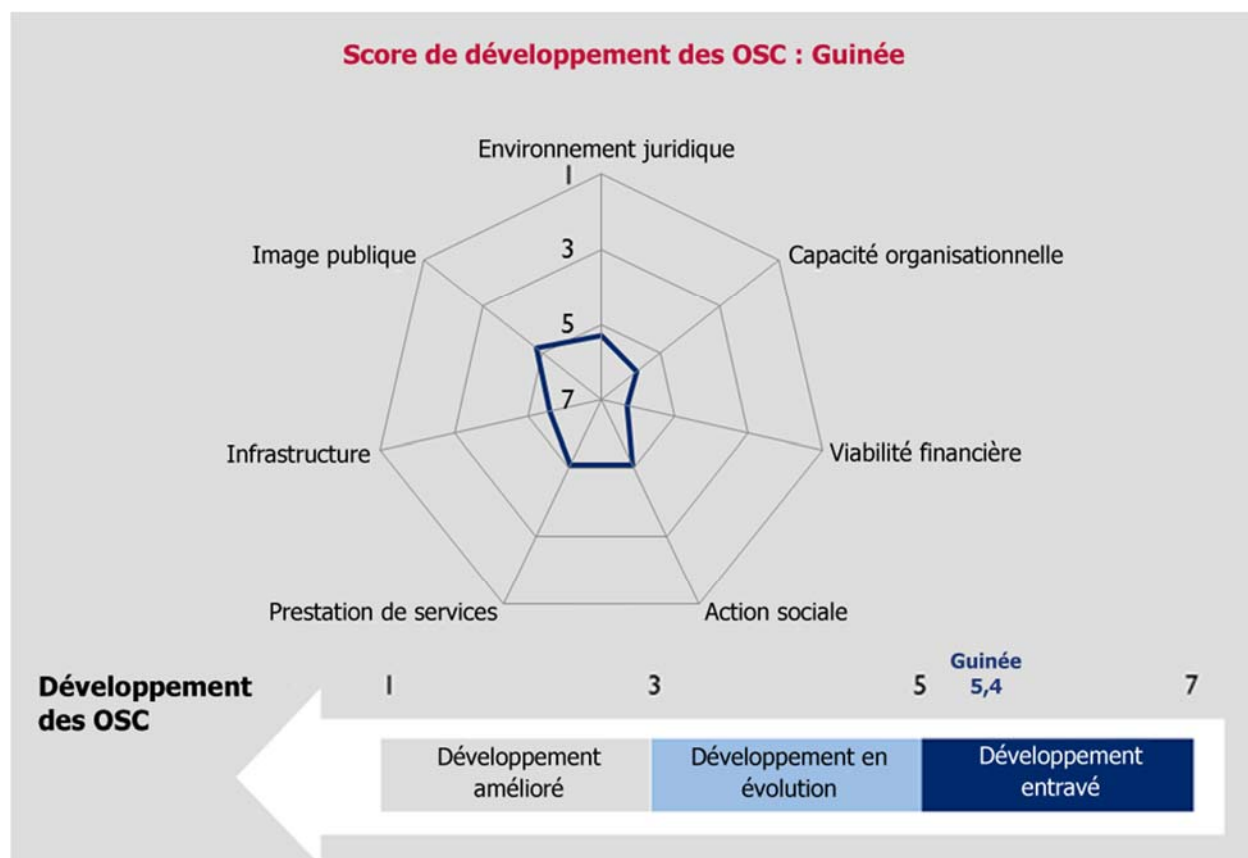 Score de développement des OSC : Guinée
Environnement juridique
1
Image publique
3
Capacité organisationnelle
5
7
Infrastructure
Viabilité financière
Prestation de services
Action sociale
Développement
des OSC
1
3
5
Guinée
5,4
7
Développement
amélioré
Développement en
évolution
Développement
entravé